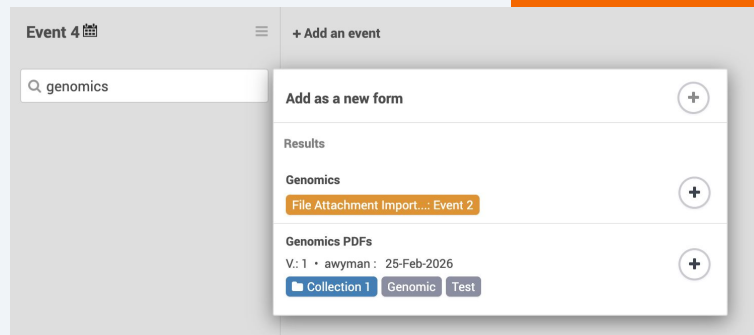 Event 4
+ Add an event
genomics
Add as a new form
Results
Genomics
File Attachment Import...: Event 2
Genomics PDFs
V.: 1 • awyman : 25-Feb-2026
Collection 1 Genomic Test